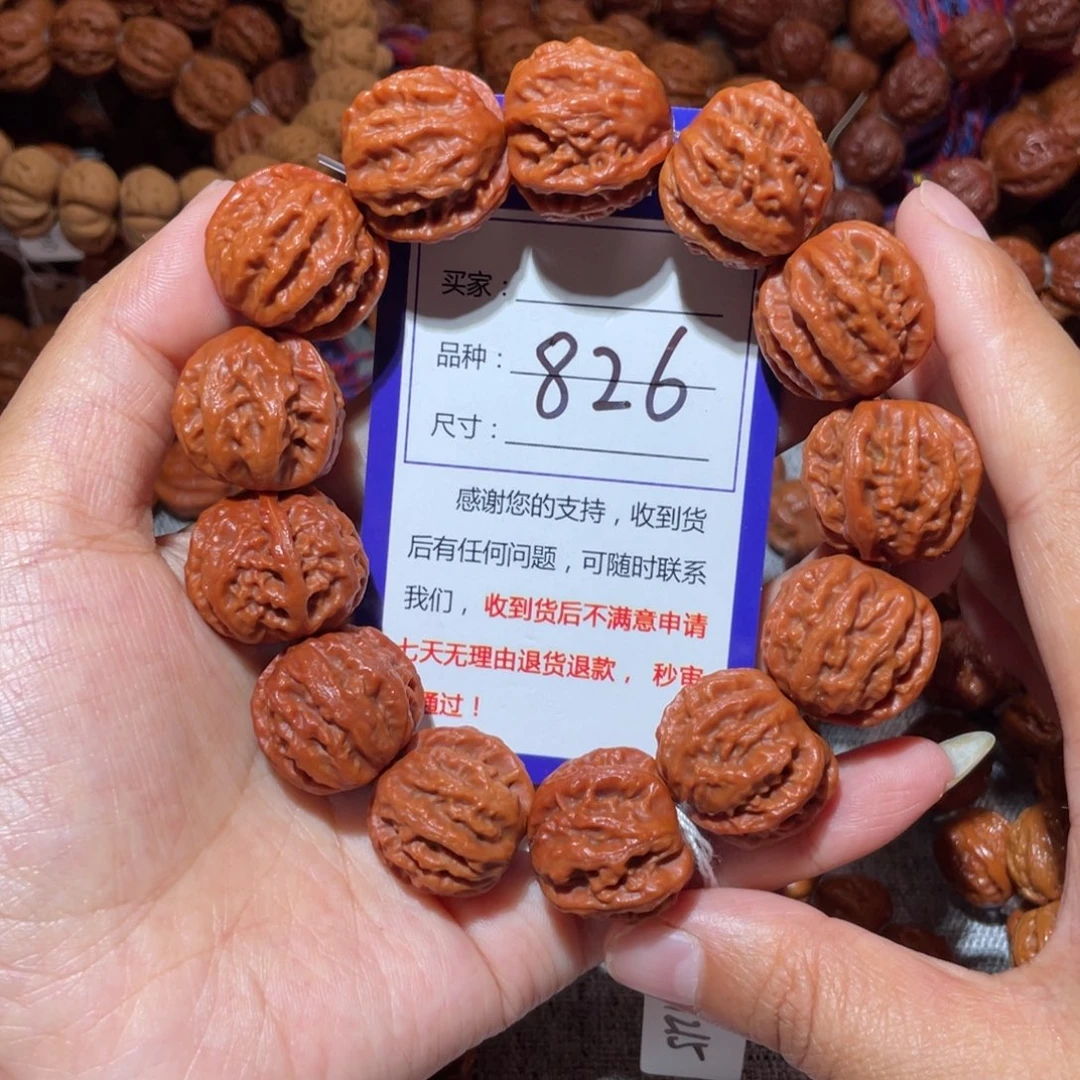 买家：
品种：826
尺寸：
感谢您的支持，收到货
后有任何问题，可随时联系
我们，收到货后不满意申请
七天无理由退货退款，秒审
通过！
215